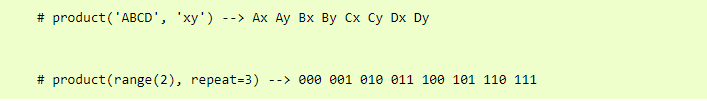 # product('ABCD', 'xy') --> Ax Ay Bx By Cx Cy Dx Dy
# product(range(2), repeat=3) --> 000 001 010 011 100 101 110 111